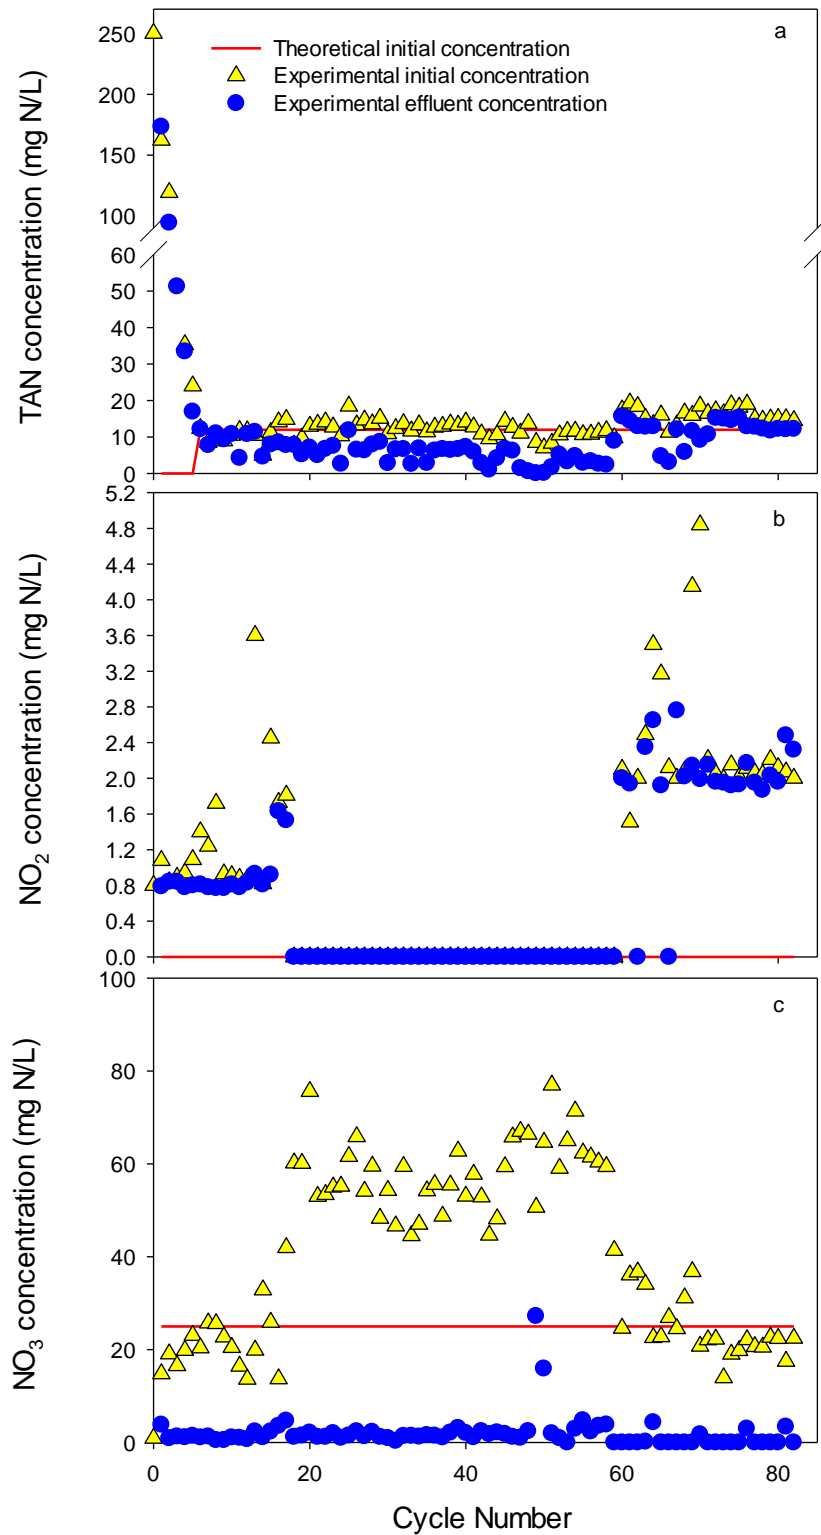 a
Theoretical initial concentration
Experimental initial concentration
Experimental effluent concentration
TAN concentration (mg N/L)
250
200
150
100
60
50
40
30
20
10
0
b
NO2 concentration (mg N/L)
5.2
4.8
4.4
4.0
3.6
3.2
2.8
2.4
2.0
1.6
1.2
0.8
0.4
0.0
c
NO3 concentration (mg N/L)
100
80
60
40
20
0
0 20 40 60 80
Cycle Number